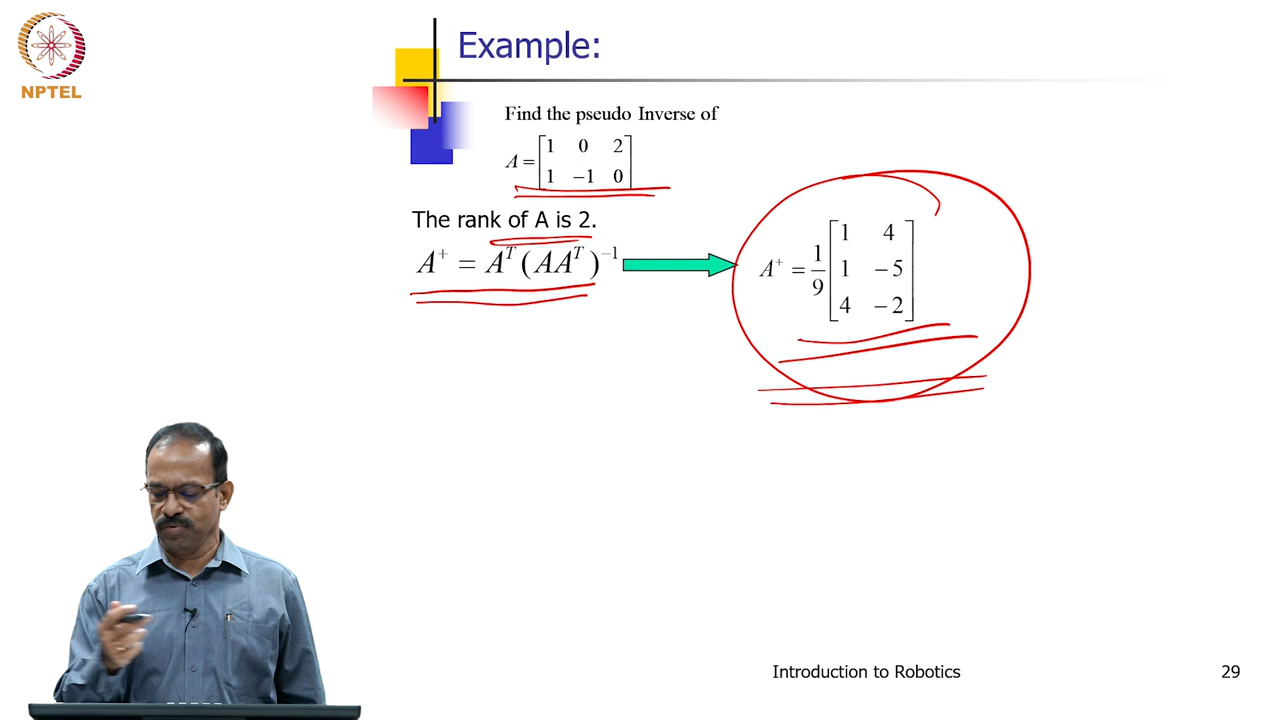 NPTEL
Example:
Find the pseudo Inverse of
A = [1 0 2
1 −1 0]
The rank of A is 2.
A⁺ = Aᵀ(AAᵀ)⁻¹
A⁺ = 1/9 [1 4
1 −5
4 −2]
Introduction to Robotics 29